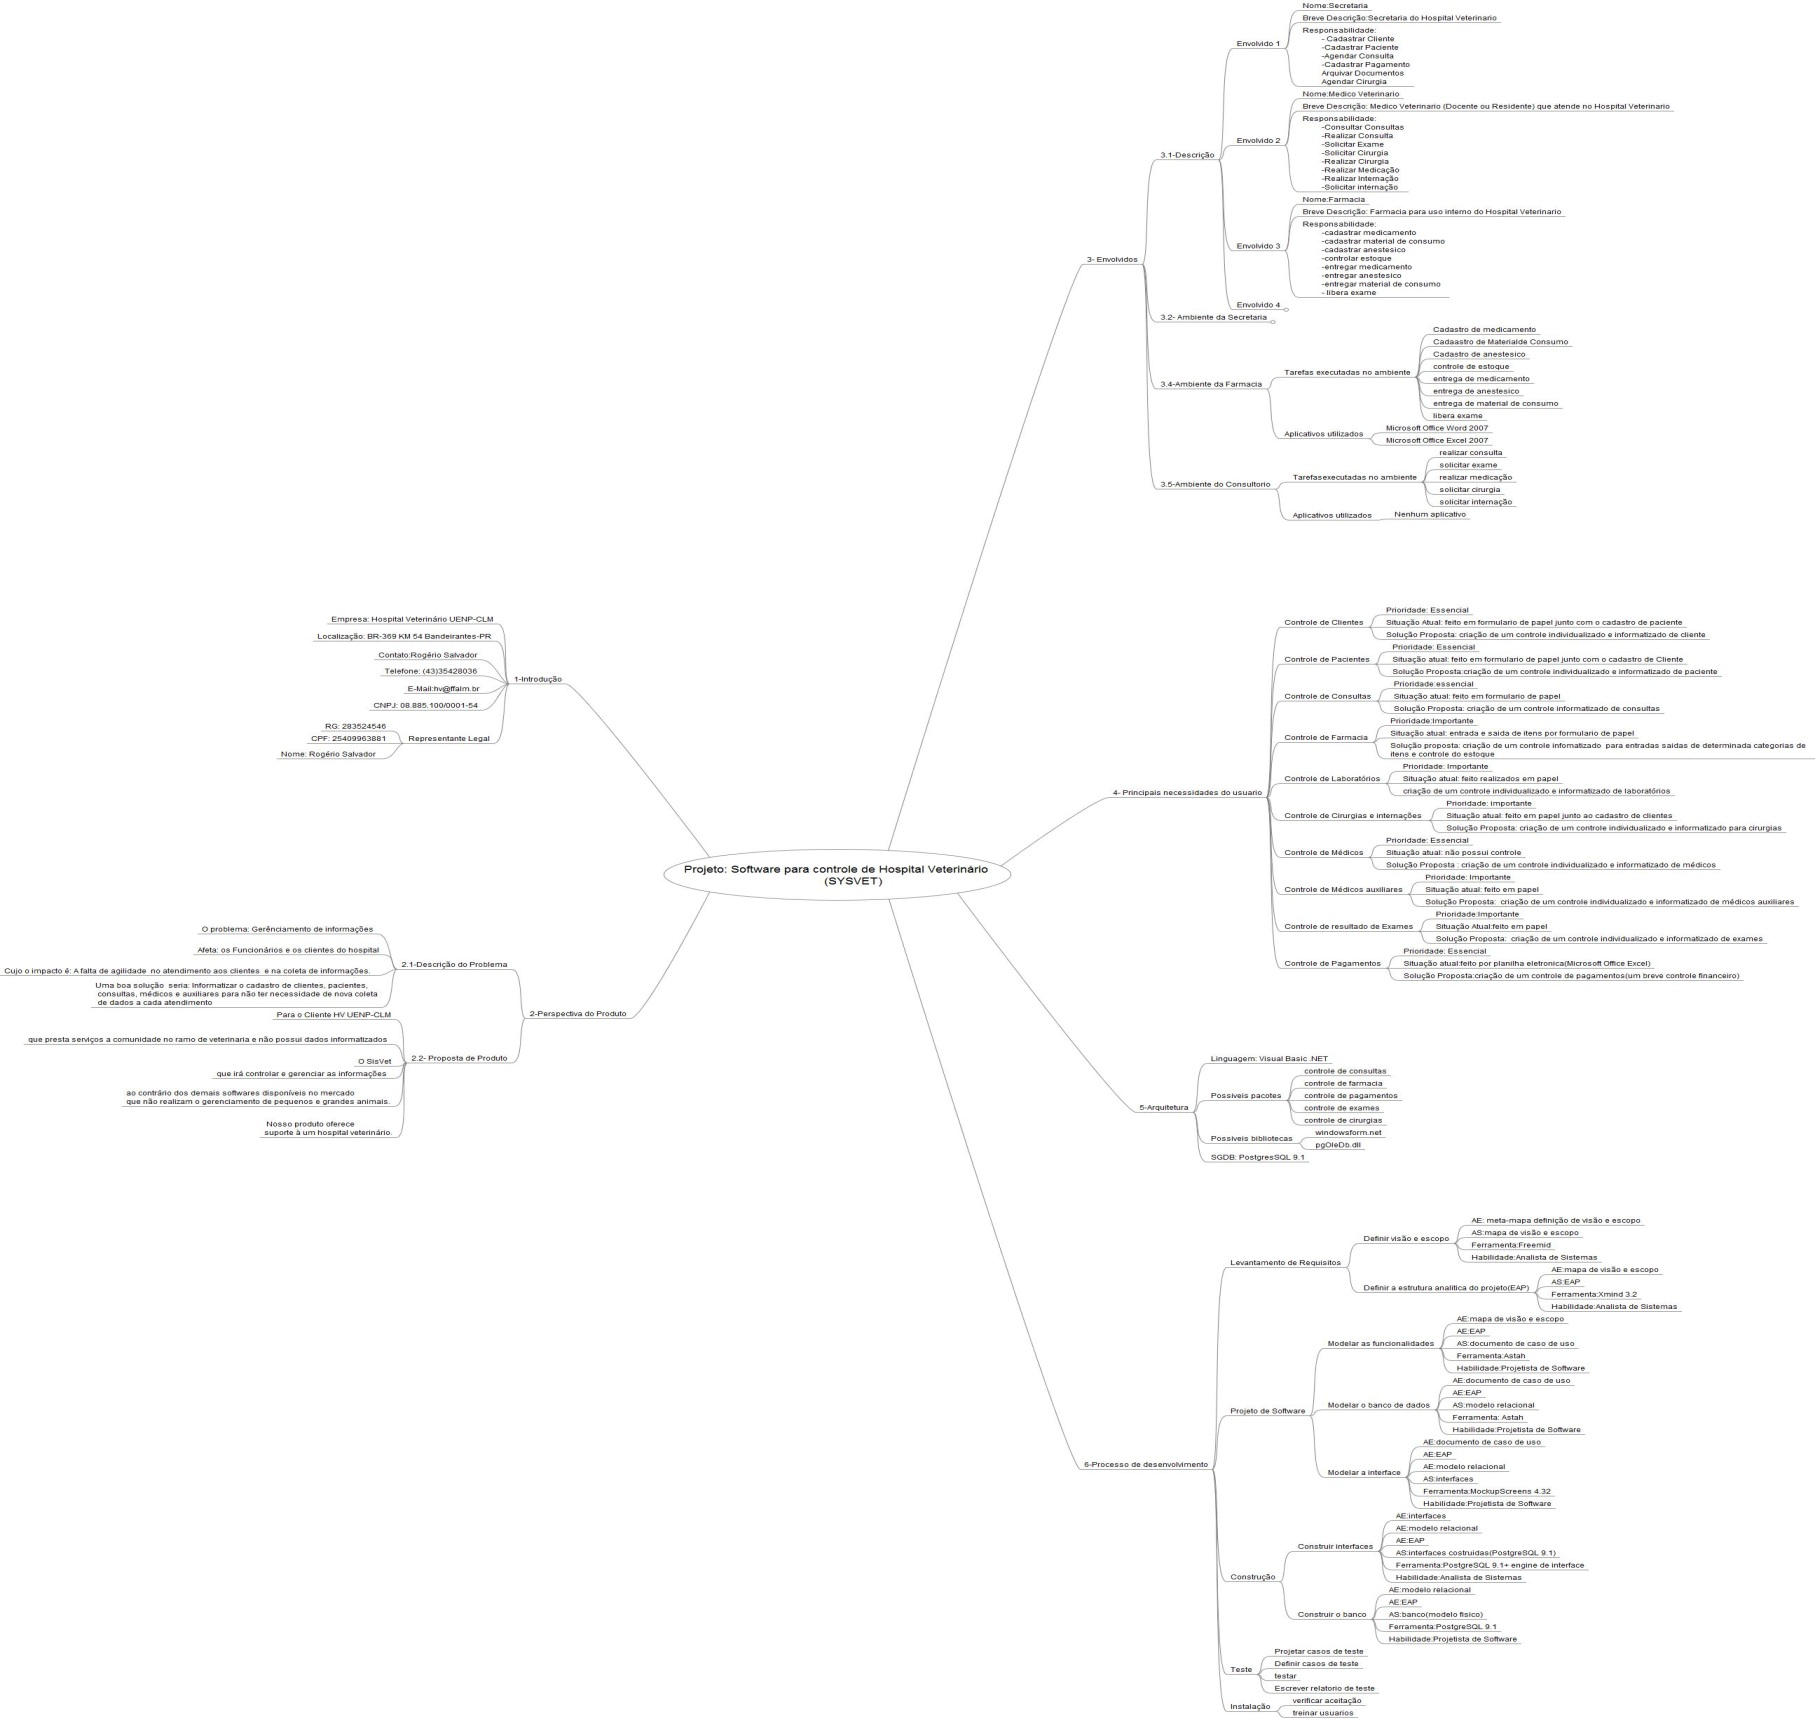 Projeto: Software para controle de Hospital Veterinário
(SYSVET)
1-Introdução
Empresa: Hospital Veterinário UENP-CLM
Localização: BR-369 KM 54 Bandeirantes-PR
Contato:Rogério Salvador
Telefone: (43)35428036
E-Mail:hv@ffalm.br
CNPJ: 08.885.100/0001-54
Representante Legal
RG: 283524546
CPF: 25409963881
Nome: Rogério Salvador
2-Perspectiva do Produto
2.1-Descrição do Problema
O problema: Gerênciamento de informações
Afeta: os Funcionários e os clientes do hospital
Cujo o impacto é: A falta de agilidade no atendimento aos clientes e na coleta de informações.
Uma boa solução seria: Informatizar o cadastro de clientes, pacientes,
consultas, médicos e auxiliares para não ter necessidade de nova coleta
de dados a cada atendimento
2.2- Proposta de Produto
Para o Cliente HV UENP-CLM
que presta serviços a comunidade no ramo de veterinaria e não possui dados informatizados
O SisVet
que irá controlar e gerenciar as informações
ao contrário dos demais softwares disponíveis no mercado
que não realizam o gerenciamento de pequenos e grandes animais.
Nosso produto oferece
suporte à um hospital veterinário.
3- Envolvidos
3.1-Descrição
Envolvido 1
Nome:Secretaria
Breve Descrição:Secretaria do Hospital Veterinario
Responsabilidade:
- Cadastrar Cliente
-Cadastrar Paciente
-Agendar Consulta
-Cadastrar Pagamento
Arquivar Documentos
Agendar Cirurgia
Envolvido 2
Nome:Medico Veterinario
Breve Descrição: Medico Veterinario (Docente ou Residente) que atende no Hospital Veterinario
Responsabilidade:
-Consultar Consultas
-Realizar Consulta
-Solicitar Exame
-Solicitar Cirurgia
-Realizar Cirurgia
-Realizar Medicação
-Realizar Internação
-Solicitar internação
Envolvido 3
Nome:Farmacia
Breve Descrição: Farmacia para uso interno do Hospital Veterinario
Responsabilidade:
-cadastrar medicamento
-cadastrar material de consumo
-cadastrar anestesico
-controlar estoque
-entregar medicamento
-entregar anestesico
-entregar material de consumo
- libera exame
Envolvido 4
3.2- Ambiente da Secretaria
3.4-Ambiente da Farmacia
Tarefas executadas no ambiente
Cadastro de medicamento
Cadaastro de Materialde Consumo
Cadastro de anestesico
controle de estoque
entrega de medicamento
entrega de anestesico
entrega de material de consumo
libera exame
Aplicativos utilizados
Microsoft Office Word 2007
Microsoft Office Excel 2007
3.5-Ambiente do Consultorio
Tarefasexecutadas no ambiente
realizar consulta
solicitar exame
realizar medicação
solicitar cirurgia
solicitar internação
Aplicativos utilizados
Nenhum aplicativo
4- Principais necessidades do usuario
Controle de Clientes
Prioridade: Essencial
Situação Atual: feito em formulario de papel junto com o cadastro de paciente
Solução Proposta: criação de um controle individualizado e informatizado de cliente
Controle de Pacientes
Prioridade: Essencial
Situação atual: feito em formulario de papel junto com o cadastro de Cliente
Solução Proposta:criação de um controle individualizado e informatizado de paciente
Controle de Consultas
Prioridade:essencial
Situação atual: feito em formulario de papel
Solução Proposta: criação de um controle informatizado de consultas
Controle de Farmacia
Prioridade:Importante
Situação atual: entrada e saida de itens por formulario de papel
Solução proposta: criação de um controle infomatizado para entradas saidas de determinada categorias de
itens e controle do estoque
Controle de Laboratórios
Prioridade: Importante
Situação atual: feito realizados em papel
criação de um controle individualizado e informatizado de laboratórios
Controle de Cirurgias e internações
Prioridade: importante
Situação atual: feito em papel junto ao cadastro de clientes
Solução Proposta: criação de um controle individualizado e informatizado para cirurgias
Controle de Médicos
Prioridade: Essencial
Situação atual: não possui controle
Solução Proposta : criação de um controle individualizado e informatizado de médicos
Controle de Médicos auxiliares
Prioridade: Importante
Situação atual: feito em papel
Solução Proposta: criação de um controle individualizado e informatizado de médicos auxiliares
Controle de resultado de Exames
Prioridade:Importante
Situação Atual:feito em papel
Solução Proposta: criação de um controle individualizado e informatizado de exames
Controle de Pagamentos
Prioridade: Essencial
Situação atual:feito por planilha eletronica(Microsoft Office Excel)
Solução Proposta:criação de um controle de pagamentos(um breve controle financeiro)
5-Arquitetura
Linguagem: Visual Basic .NET
Possiveis pacotes
controle de consultas
controle de farmacia
controle de pagamentos
controle de exames
controle de cirurgias
Possiveis bibliotecas
windowsform.net
pgOleDb.dll
SGDB: PostgresSQL 9.1
6-Processo de desenvolvimento
Levantamento de Requisitos
Definir visão e escopo
AE: meta-mapa definição de visão e escopo
AS:mapa de visão e escopo
Ferramenta:Freemid
Habilidade:Analista de Sistemas
Definir a estrutura analitica do projeto(EAP)
AE:mapa de visão e escopo
AS:EAP
Ferramenta:Xmind 3.2
Habilidade:Analista de Sistemas
Projeto de Software
Modelar as funcionalidades
AE:mapa de visão e escopo
AE:EAP
AS:documento de caso de uso
Ferramenta:Astah
Habilidade:Projetista de Software
Modelar o banco de dados
AE:documento de caso de uso
AE:EAP
AS:modelo relacional
Ferramenta: Astah
Habilidade:Projetista de Software
Modelar a interface
AE:documento de caso de uso
AE:EAP
AE:modelo relacional
AS:interfaces
Ferramenta:MockupScreens 4.32
Habilidade:Projetista de Software
Construção
Construir interfaces
AE:interfaces
AE:modelo relacional
AE:EAP
AS:interfaces costruidas(PostgreSQL 9.1)
Ferramenta:PostgreSQL 9.1+ engine de interface
Habilidade:Analista de Sistemas
Construir o banco
AE:modelo relacional
AE:EAP
AS:banco(modelo fisico)
Ferramenta:PostgreSQL 9.1
Habilidade:Projetista de Software
Teste
Projetar casos de teste
Definir casos de teste
testar
Escrever relatorio de teste
Instalação
verificar aceitação
treinar usuarios